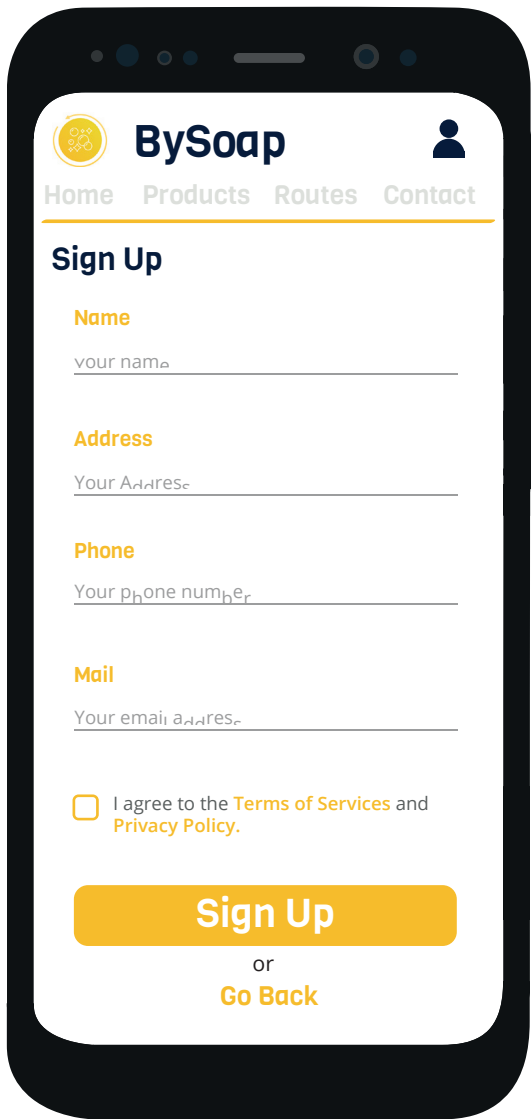 BySoap
Home Products Routes Contact
Sign Up
Name
your name
Address
Your Address
Phone
Your phone number
Mail
Your email address
I agree to the Terms of Services and
Privacy Policy.
Sign Up
or
Go Back